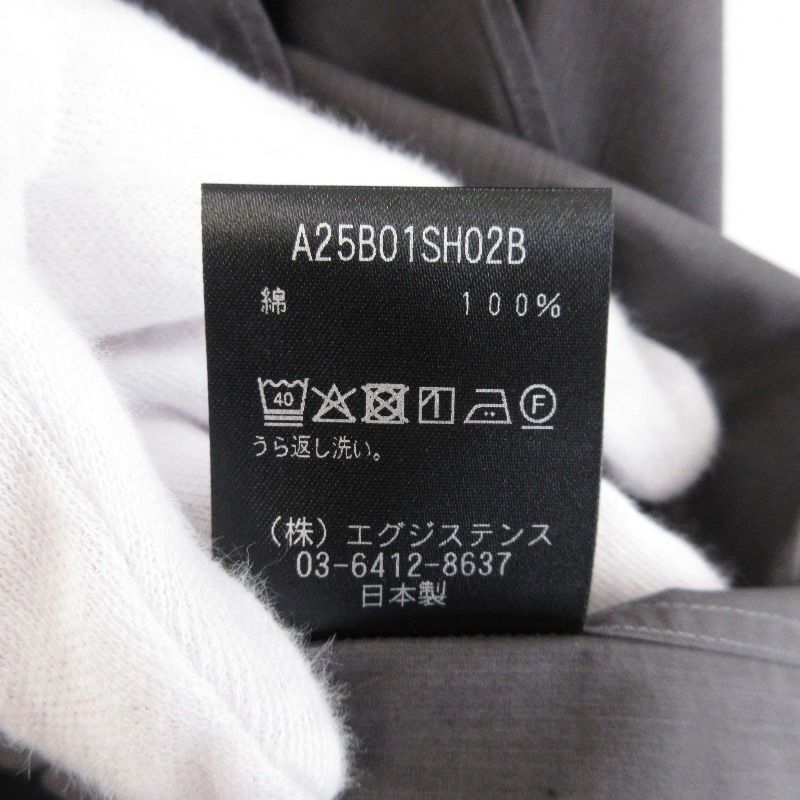 A25B01SH02B
綿 100%
40 F
うら返し洗い。
(株) エグジステンス
03-6412-8637
日本製